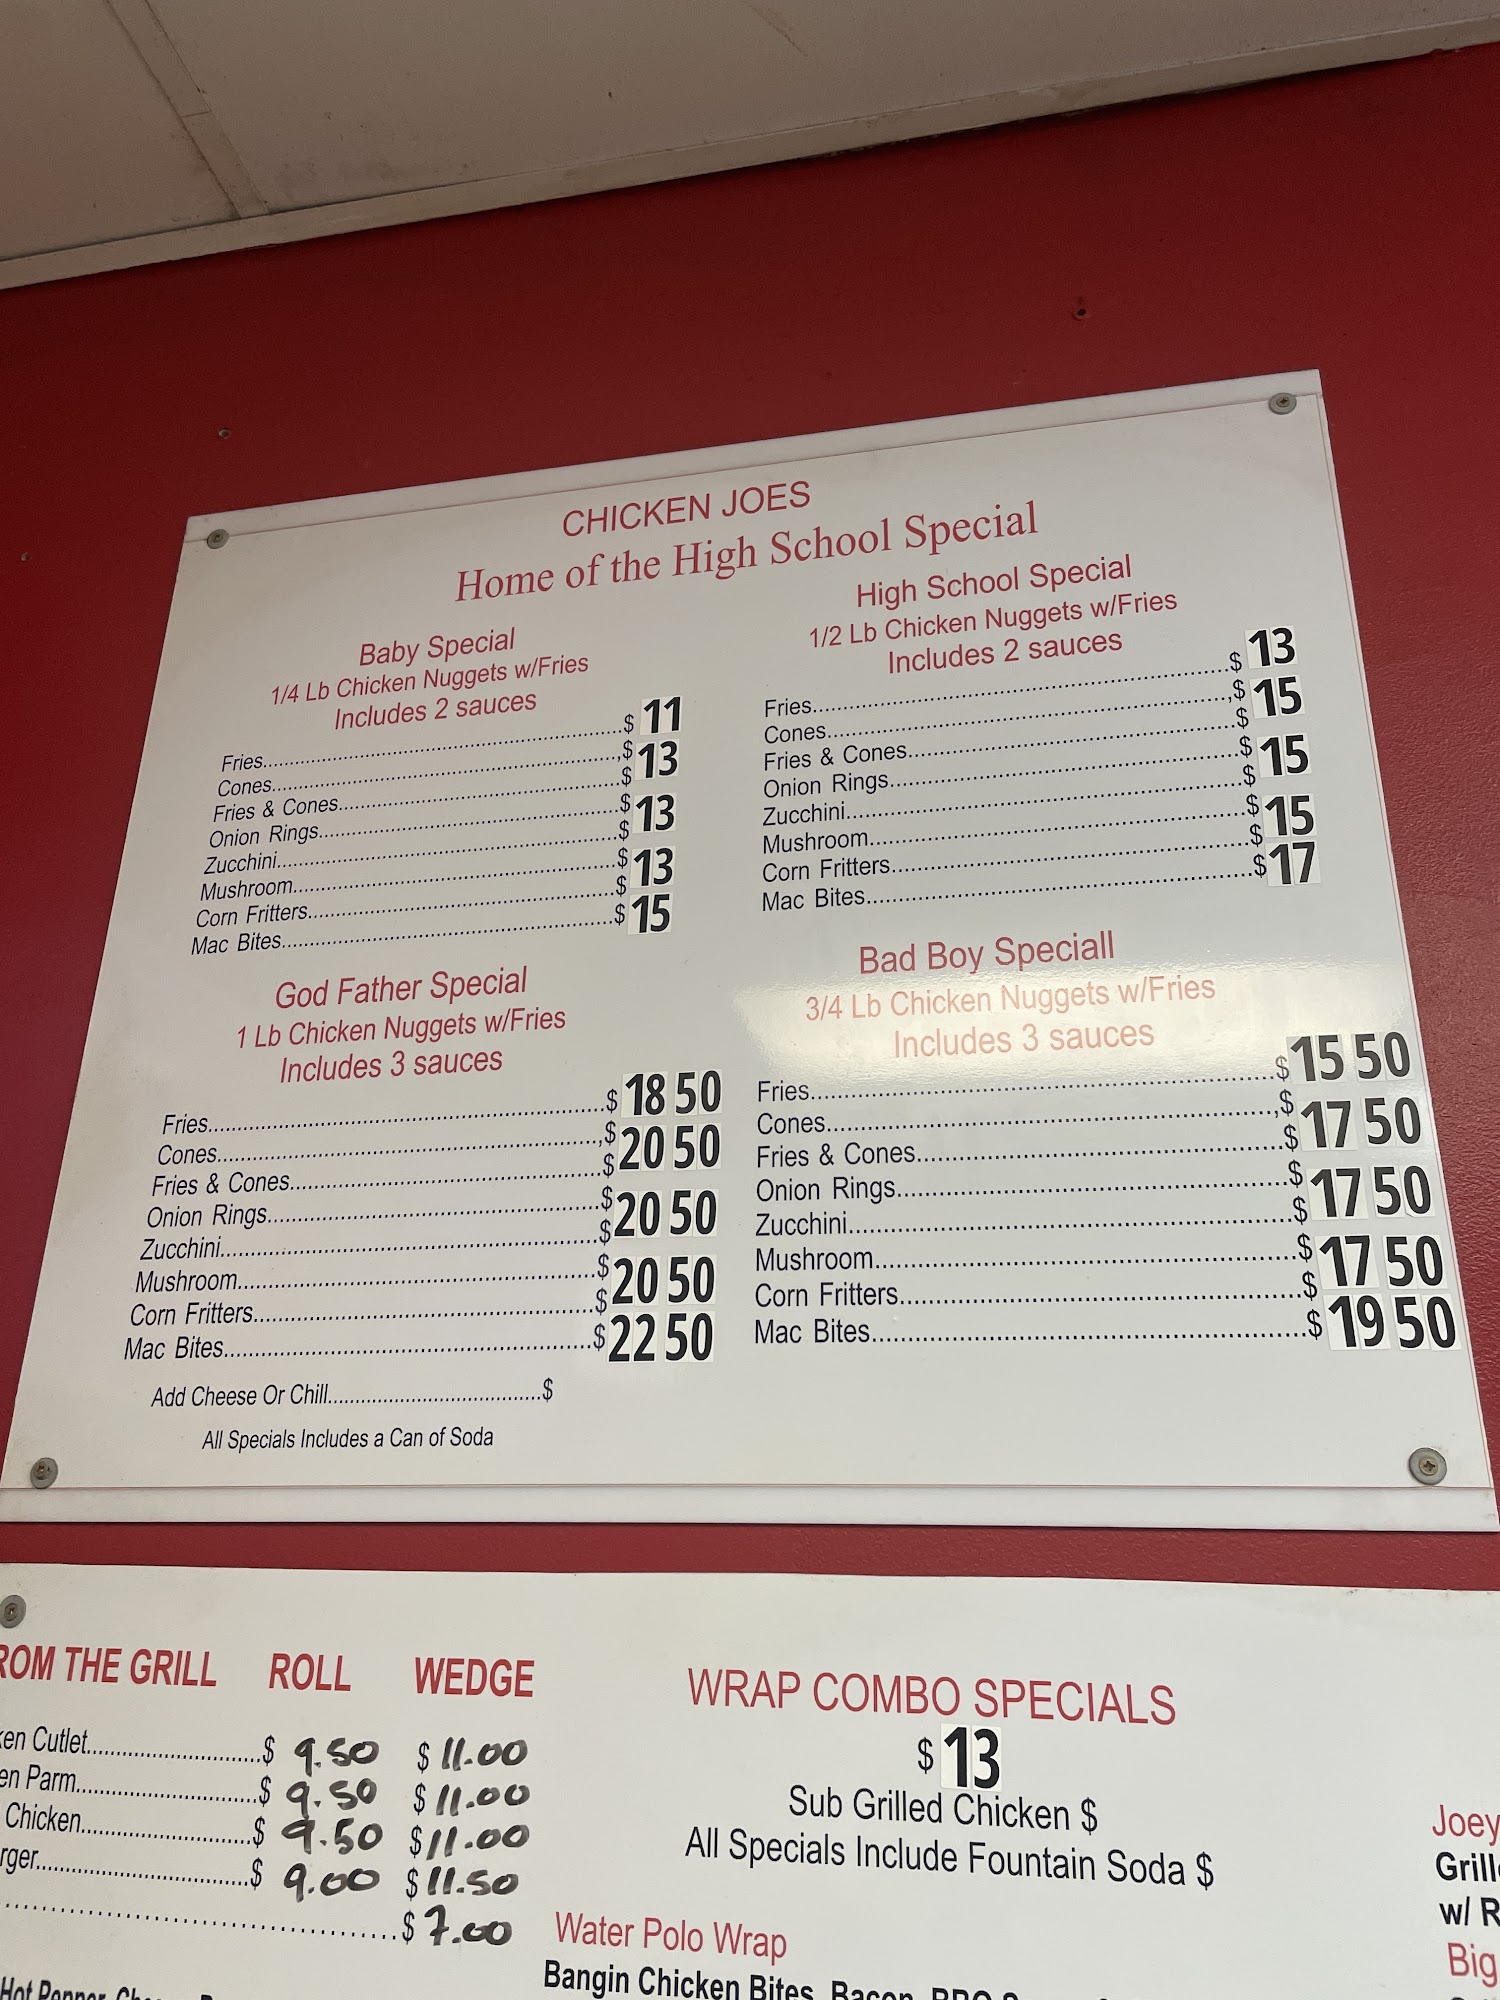 CHICKEN JOES
Home of the High School Special
Baby Special
1/4 Lb Chicken Nuggets w/Fries
Includes 2 sauces
Fries..........$ 11
Cones..........,$ 13
Fries & Cones..........$
Onion Rings..........$ 13
Zucchini..........$
Mushroom..........$ 13
Corn Fritters..........$
Mac Bites..........$ 15
High School Special
1/2 Lb Chicken Nuggets w/Fries
Includes 2 sauces
Fries..........$ 13
Cones..........,$ 15
Fries & Cones..........$
Onion Rings..........$ 15
Zucchini..........$
Mushroom..........$ 15
Corn Fritters..........$
Mac Bites..........$ 17
God Father Special
1 Lb Chicken Nuggets w/Fries
Includes 3 sauces
Fries..........$ 18 50
Cones..........,$ 20 50
Fries & Cones..........$
Onion Rings..........$ 20 50
Zucchini..........$
Mushroom..........$ 20 50
Corn Fritters..........$
Mac Bites..........$ 22 50
Add Cheese Or Chill..........$
All Specials Includes a Can of Soda
Bad Boy Speciall
3/4 Lb Chicken Nuggets w/Fries
Includes 3 sauces
Fries..........$ 15 50
Cones..........,$ 17 50
Fries & Cones..........$
Onion Rings..........$ 17 50
Zucchini..........$
Mushroom..........$ 17 50
Corn Fritters..........$
Mac Bites..........$ 19 50
ROM THE GRILL ROLL WEDGE
ken Cutlet..........$ 9.50 $ 11.00
en Parm..........$ 9.50 $ 11.00
Chicken..........$ 9.50 $ 11.00
rger..........$ 9.00 $ 11.50
..........$ 7.00
WRAP COMBO SPECIALS
$ 13
Sub Grilled Chicken $
All Specials Include Fountain Soda $
Water Polo Wrap
Bangin Chicken Bites, Bacon, BBQ
Joey
Grill
w/ R
Big